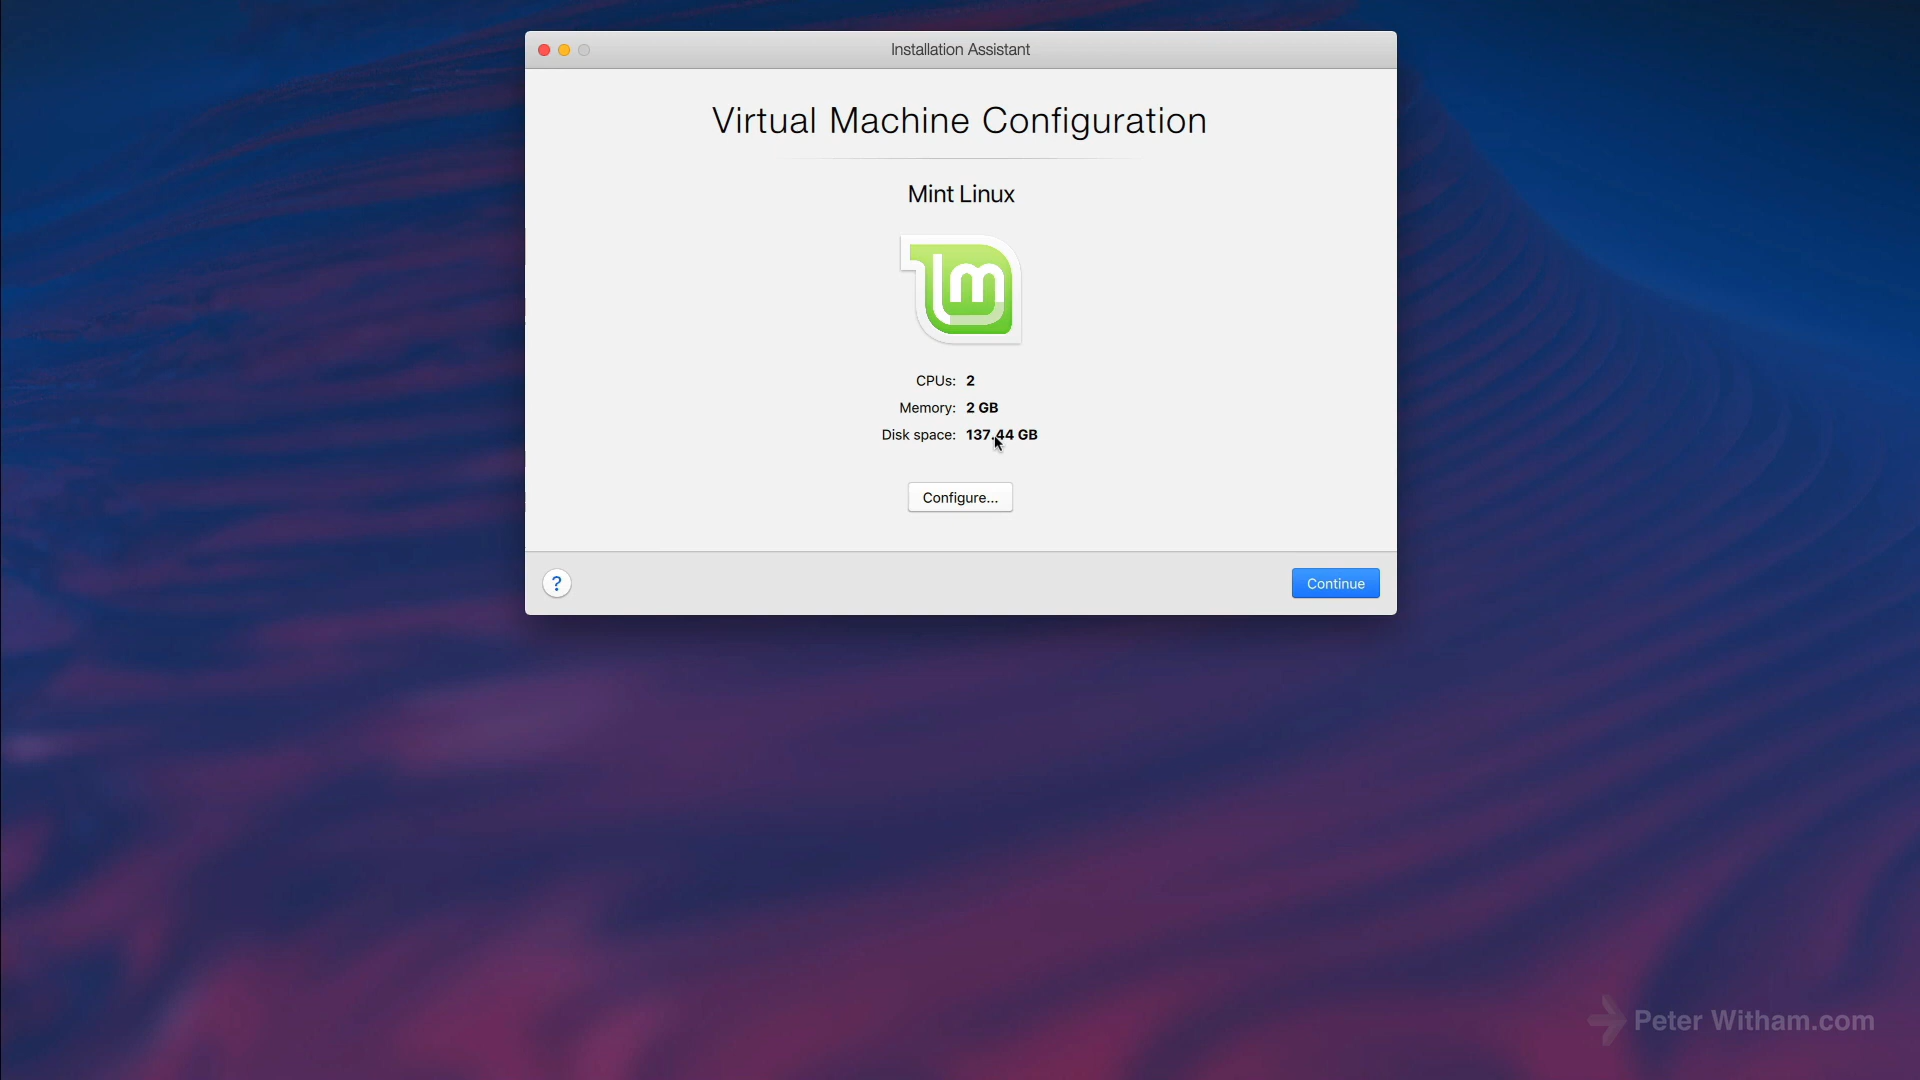 Installation Assistant
Virtual Machine Configuration
Mint Linux
lm
CPUs: 2
Memory: 2 GB
Disk space: 137.44 GB
Configure...
?
Continue
Peter Witham.com